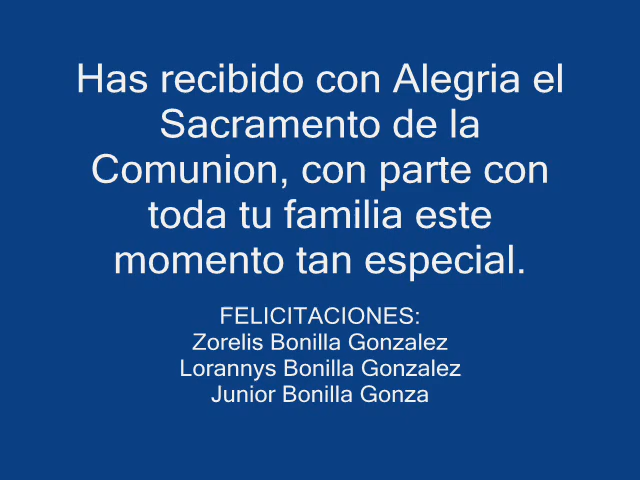 Has recibido con Alegria el
Sacramento de la
Comunion, con parte con
toda tu familia este
momento tan especial.
FELICITACIONES:
Zorelis Bonilla Gonzalez
Lorannys Bonilla Gonzalez
Junior Bonilla Gonza